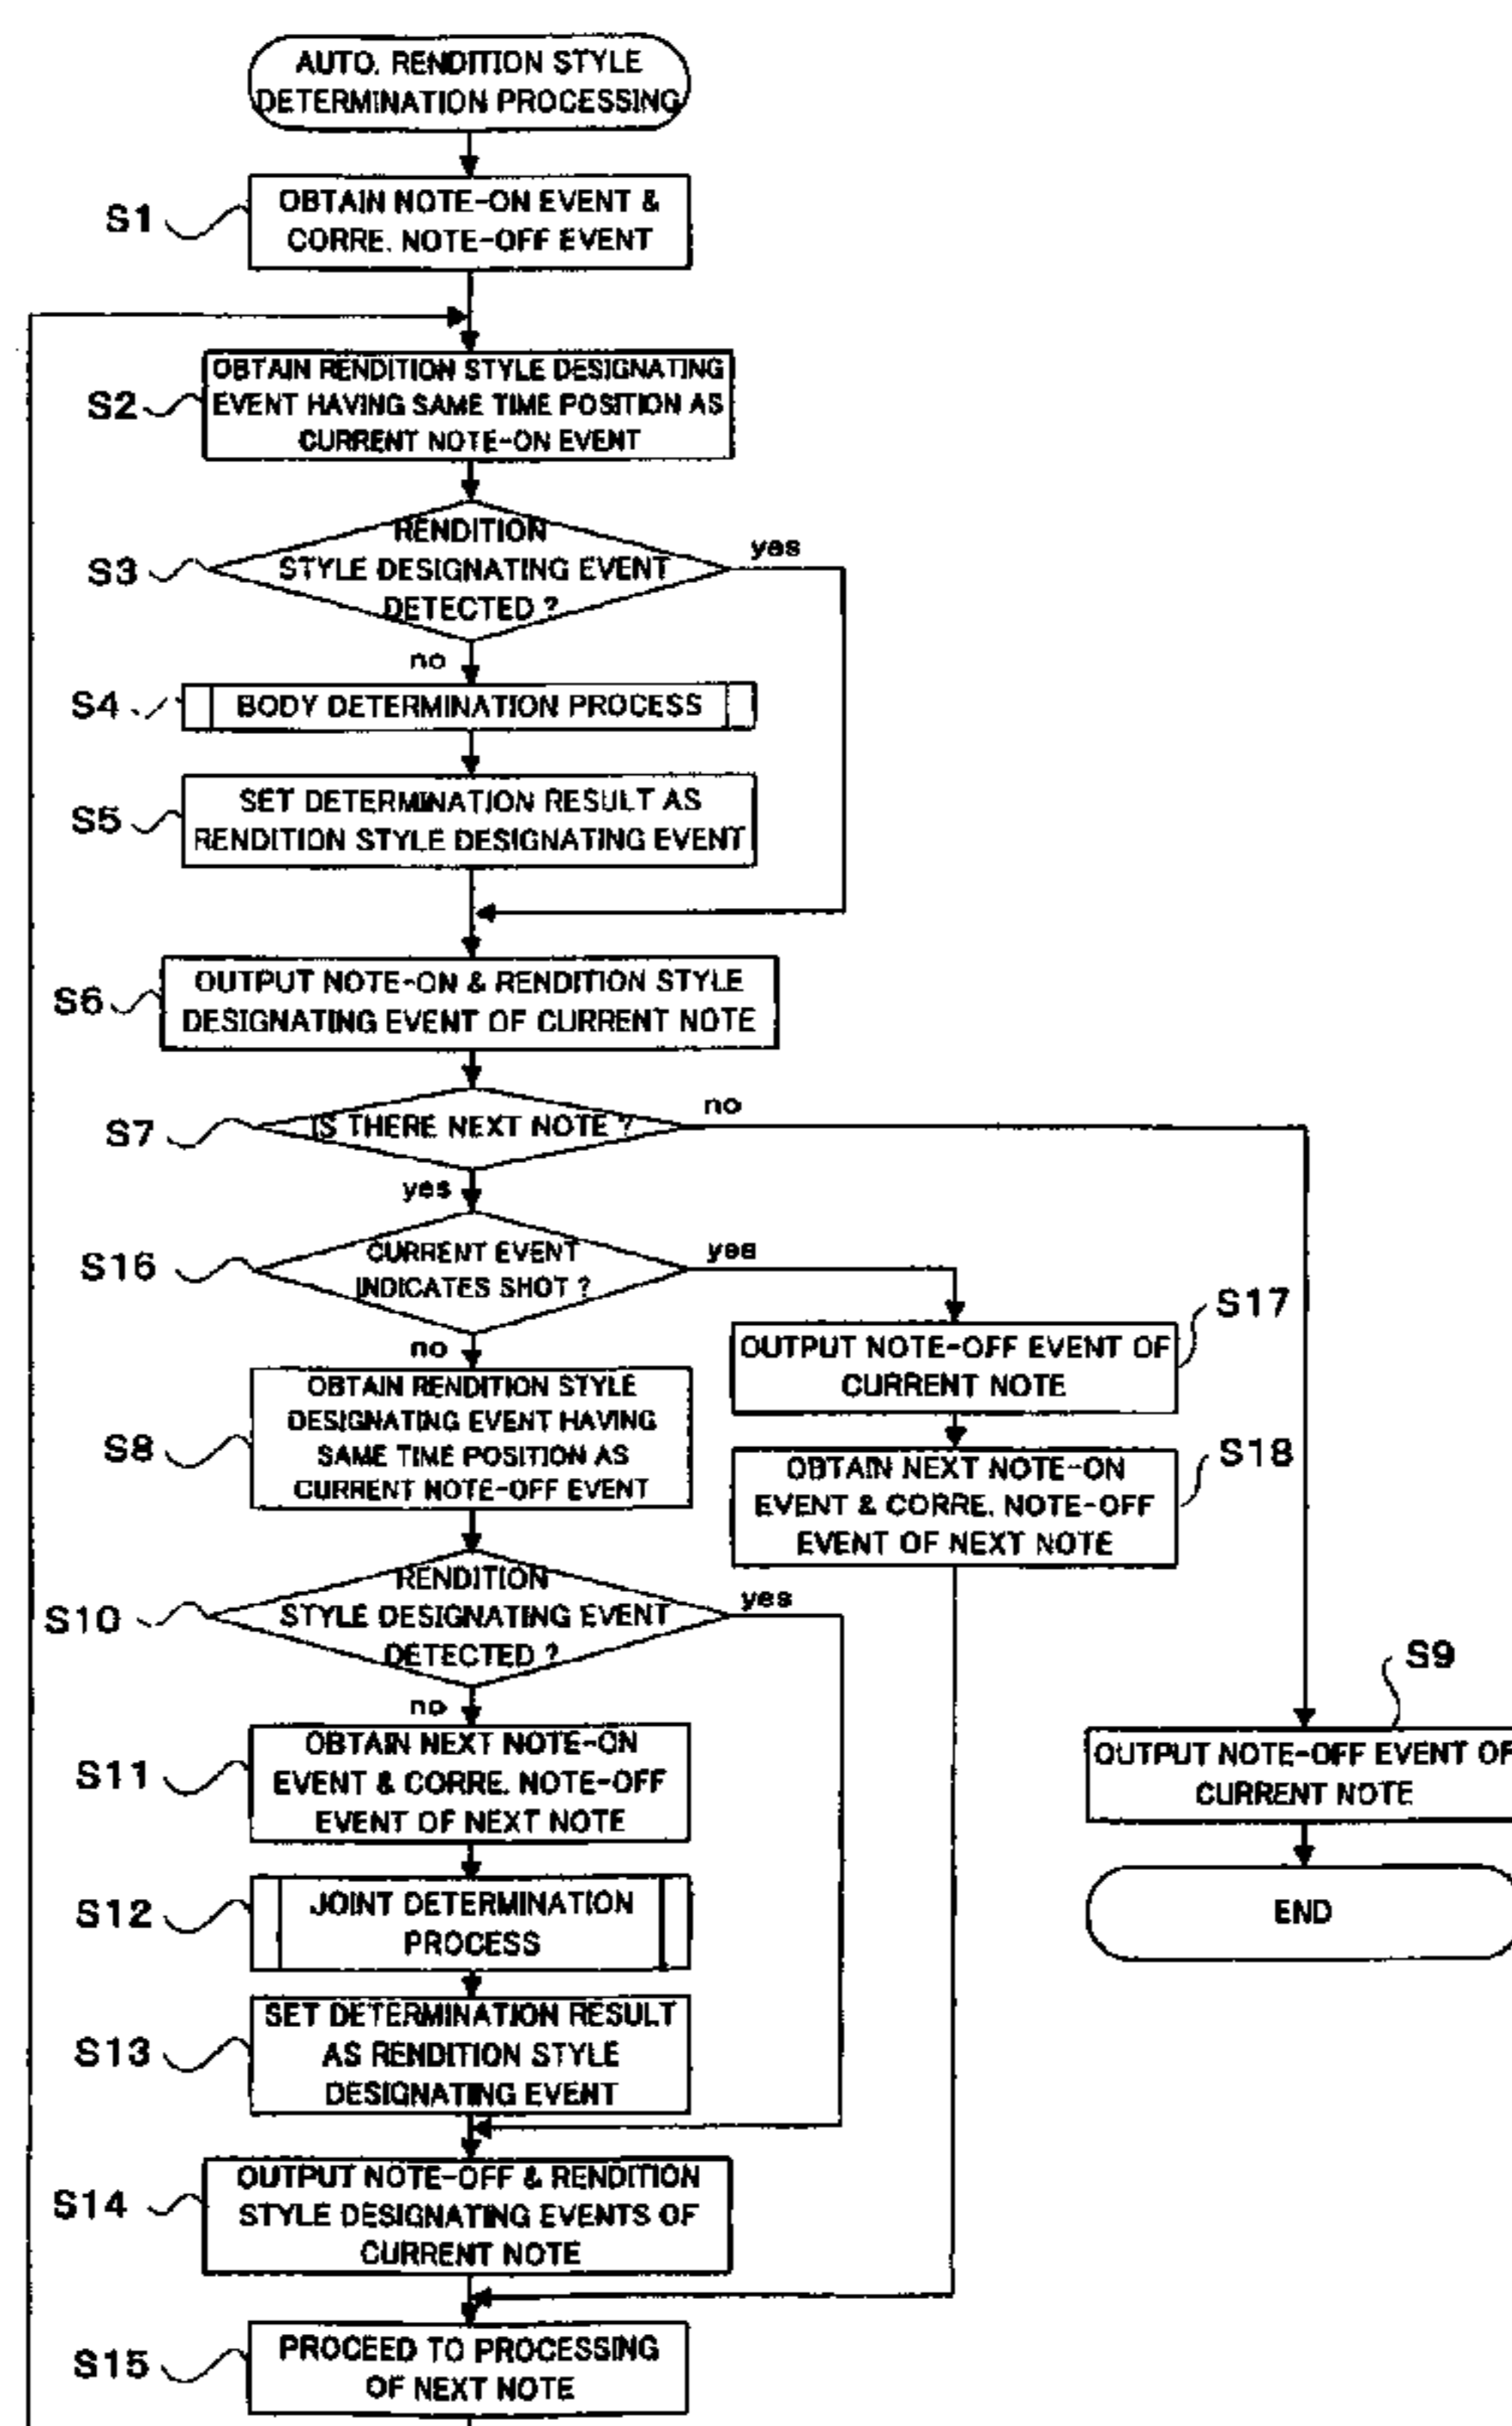 AUTO. RENDITION STYLE
DETERMINATION PROCESSING
S1
OBTAIN NOTE-ON EVENT &
CORRE. NOTE-OFF EVENT
S2
OBTAIN RENDITION STYLE DESIGNATING
EVENT HAVING SAME TIME POSITION AS
CURRENT NOTE-ON EVENT
S3
RENDITION
STYLE DESIGNATING EVENT
DETECTED ?
yes
no
S4
BODY DETERMINATION PROCESS
S5
SET DETERMINATION RESULT AS
RENDITION STYLE DESIGNATING EVENT
S6
OUTPUT NOTE-ON & RENDITION STYLE
DESIGNATING EVENT OF CURRENT NOTE
S7
IS THERE NEXT NOTE ?
no
yes
S16
CURRENT EVENT
INDICATES SHOT ?
yes
no
S17
OUTPUT NOTE-OFF EVENT OF
CURRENT NOTE
S8
OBTAIN RENDITION STYLE
DESIGNATING EVENT HAVING
SAME TIME POSITION AS
CURRENT NOTE-OFF EVENT
S18
OBTAIN NEXT NOTE-ON
EVENT & CORRE. NOTE-OFF
EVENT OF NEXT NOTE
S10
RENDITION
STYLE DESIGNATING EVENT
DETECTED ?
yes
no
S9
OUTPUT NOTE-OFF EVENT OF
CURRENT NOTE
END
S11
OBTAIN NEXT NOTE-ON
EVENT & CORRE. NOTE-OFF
EVENT OF NEXT NOTE
S12
JOINT DETERMINATION
PROCESS
S13
SET DETERMINATION RESULT
AS RENDITION STYLE
DESIGNATING EVENT
S14
OUTPUT NOTE-OFF & RENDITION
STYLE DESIGNATING EVENTS OF
CURRENT NOTE
S15
PROCEED TO PROCESSING
OF NEXT NOTE